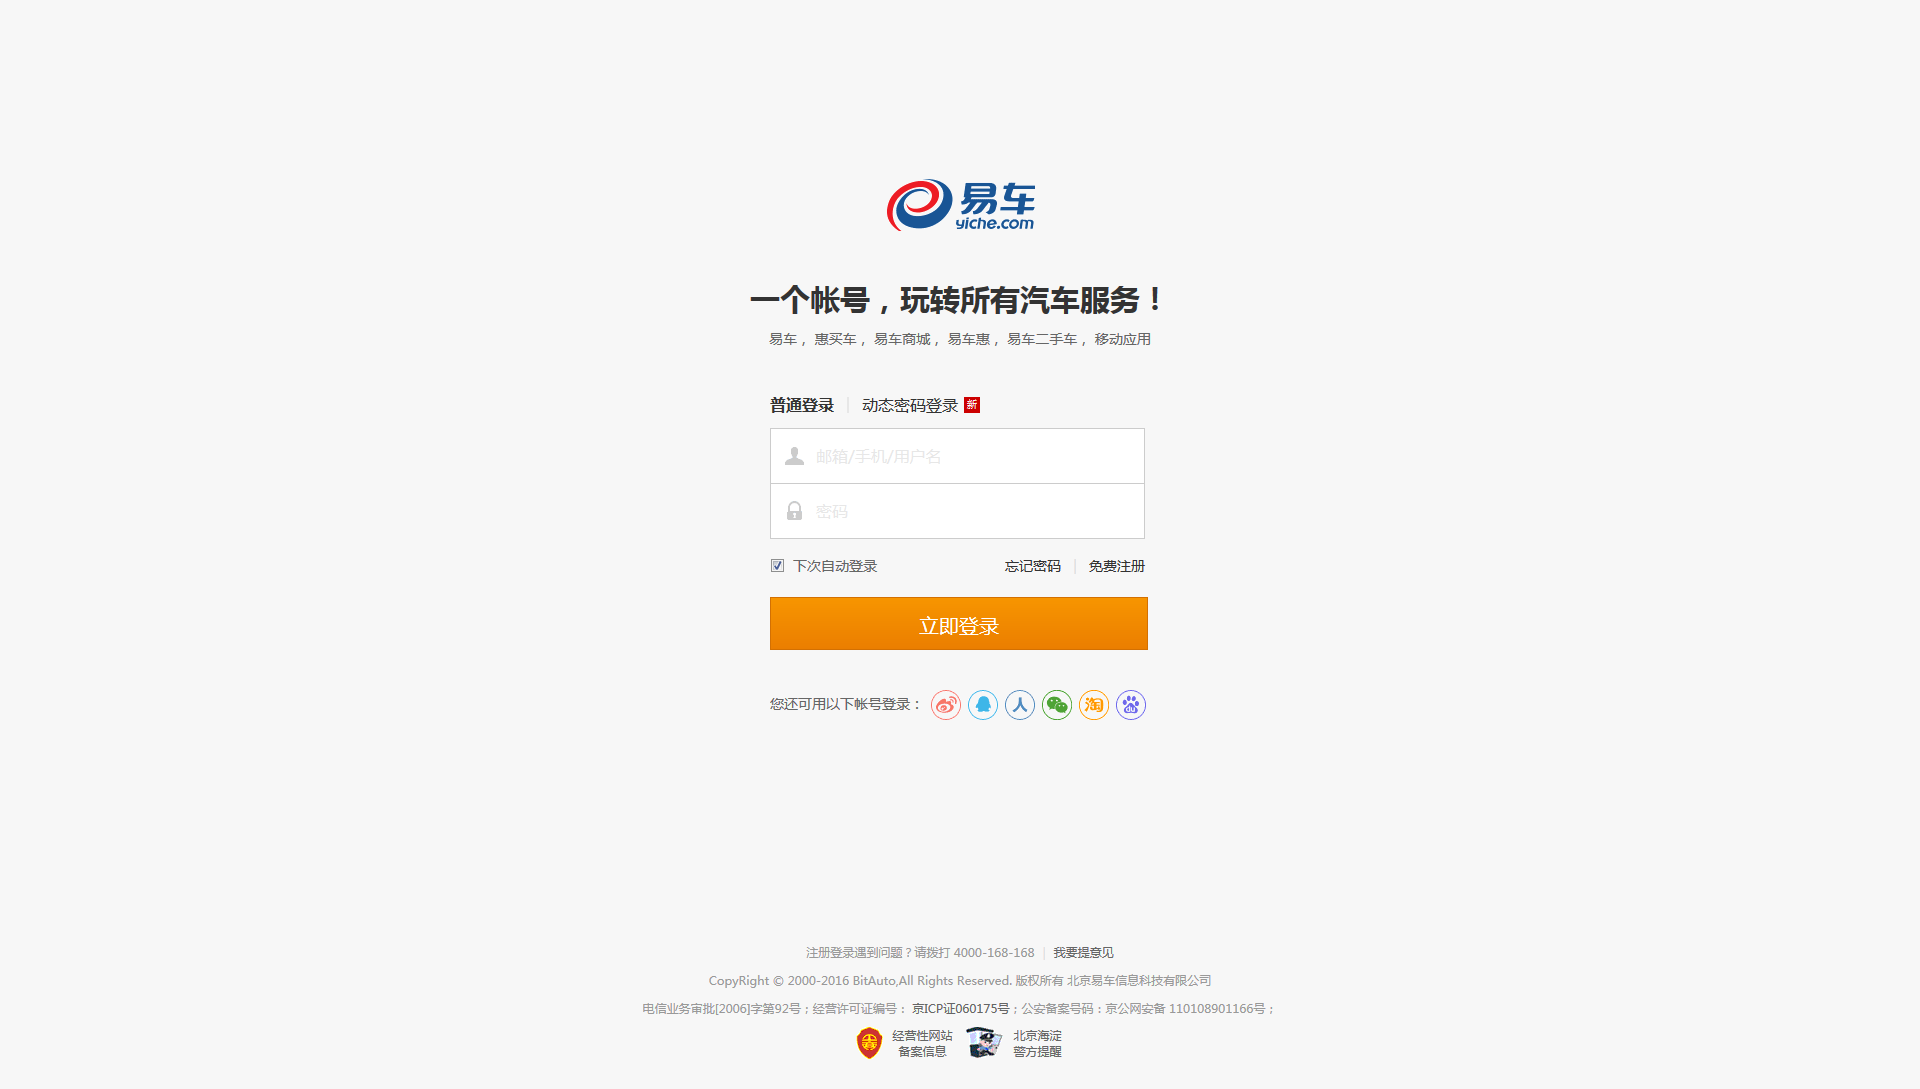 易车
yiche.com
一个帐号，玩转所有汽车服务！
易车， 惠买车， 易车商城， 易车惠， 易车二手车， 移动应用
普通登录 | 动态密码登录 新
邮箱/手机/用户名
密码
下次自动登录 忘记密码 | 免费注册
立即登录
您还可用以下帐号登录： 人 淘 du
注册登录遇到问题？请拨打 4000-168-168 | 我要提意见
CopyRight © 2000-2016 BitAuto,All Rights Reserved. 版权所有 北京易车信息科技有限公司
电信业务审批[2006]字第92号；经营许可证编号： 京ICP证060175号；公安备案号码：京公网安备 110108901166号；
经营性网站 北京海淀
备案信息 警方提醒